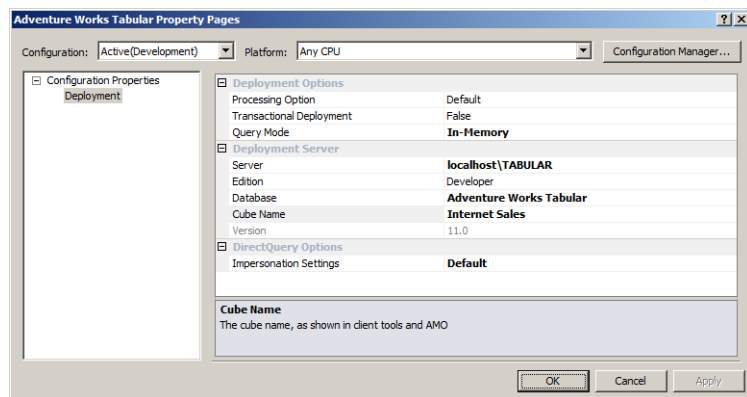 Adventure Works Tabular Property Pages
Configuration: Active(Development) Platform: Any CPU Configuration Manager...
Configuration Properties
Deployment
Deployment Options
Processing Option Default
Transactional Deployment False
Query Mode In-Memory
Deployment Server
Server localhost\TABULAR
Edition Developer
Database Adventure Works Tabular
Cube Name Internet Sales
Version 11.0
DirectQuery Options
Impersonation Settings Default
Cube Name
The cube name, as shown in client tools and AMO
OK Cancel Apply